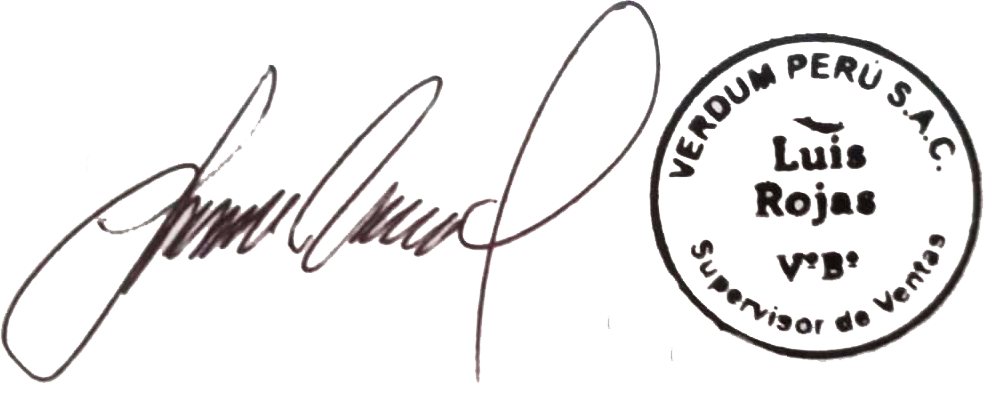 VERDUM PERÚ S.A.C.
Luis
Rojas
VºBº
Supervisor de Ventas